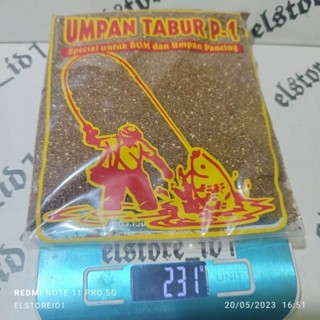 UMPAN TABUR P-1
Special untuk BOM dan Umpan Pancing
elstore_id1
231
UNIT
REDMI NOTE 11 PRO 5G
ELSTOREID1
20/05/2023 16:51